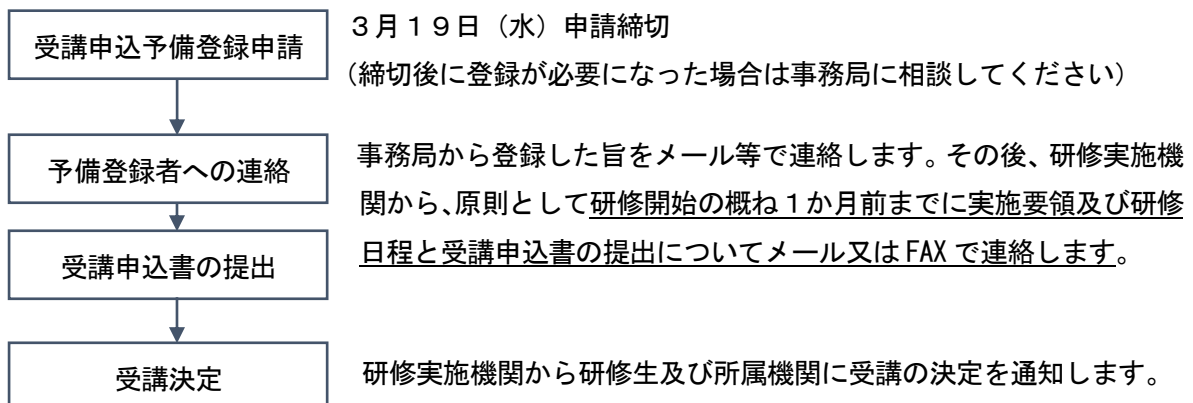 受講申込予備登録申請
３月１９日（水）申請締切
（締切後に登録が必要になった場合は事務局に相談してください）
予備登録者への連絡
事務局から登録した旨をメール等で連絡します。その後、研修実施機
関から、原則として研修開始の概ね１か月前までに実施要領及び研修
日程と受講申込書の提出についてメール又は FAX で連絡します。
受講申込書の提出
受講決定
研修実施機関から研修生及び所属機関に受講の決定を通知します。